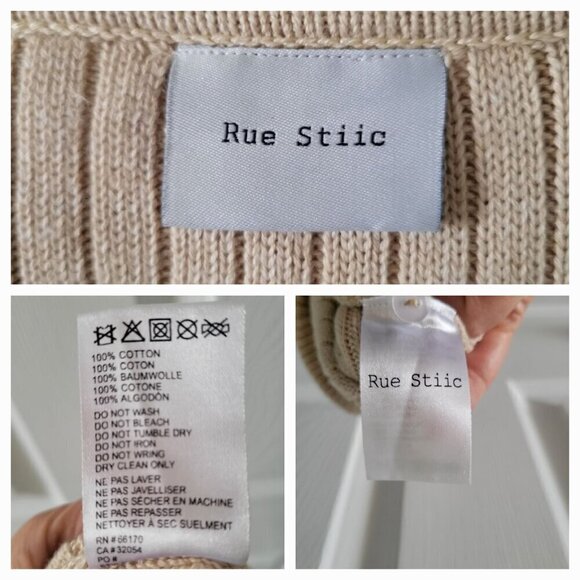 Rue Stiic
100% COTTON
100% COTON
100% BAUMWOLLE
100% COTONE
100% ALGODÓN
DO NOT WASH
DO NOT BLEACH
DO NOT TUMBLE DRY
DO NOT IRON
DO NOT WRING
DRY CLEAN ONLY
NE PAS LAVER
NE PAS JAVELLISER
NE PAS SÉCHER EN MACHINE
NE PAS REPASSER
NETTOYER À SEC SUELMENT
RN # 66170
CA # 32054
PO #
Rue Stiic